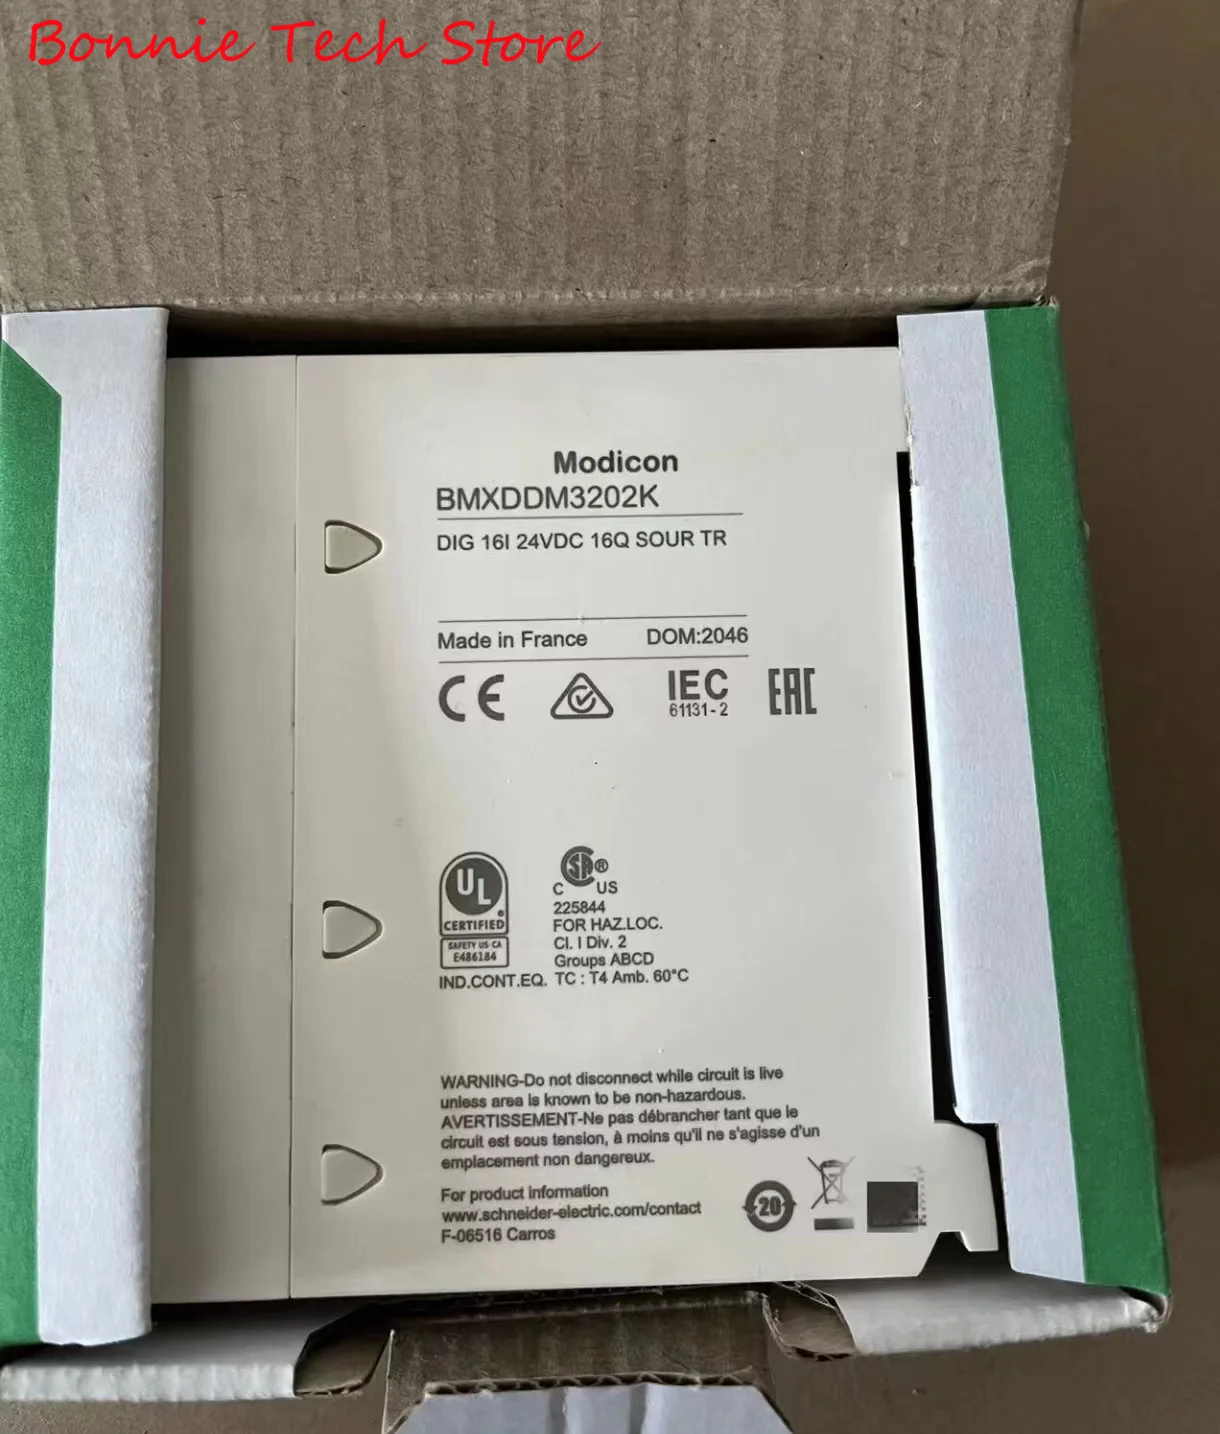 Bonnie Tech Store
Modicon
BMXDDM3202K
DIG 16I 24VDC 16Q SOUR TR
Made in France DOM:2046
CE
IEC
61131-2
EAC
UL
CERTIFIED
SAFETY US-CA
E486184
IND.CONT.EQ.
SA®
C US
225844
FOR HAZ.LOC.
Cl. I Div. 2
Groups ABCD
TC : T4 Amb. 60°C
WARNING-Do not disconnect while circuit is live
unless area is known to be non-hazardous.
AVERTISSEMENT-Ne pas débrancher tant que le
circuit est sous tension, à moins qu'il ne s'agisse d'un
emplacement non dangereux.
For product information
www.schneider-electric.com/contact
F-06516 Carros
20